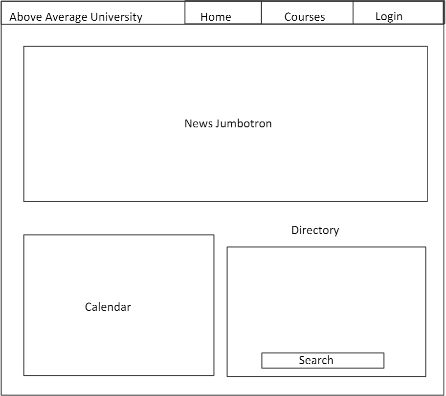 Above Average University Home Courses Login
News Jumbotron
Directory
Calendar
Search